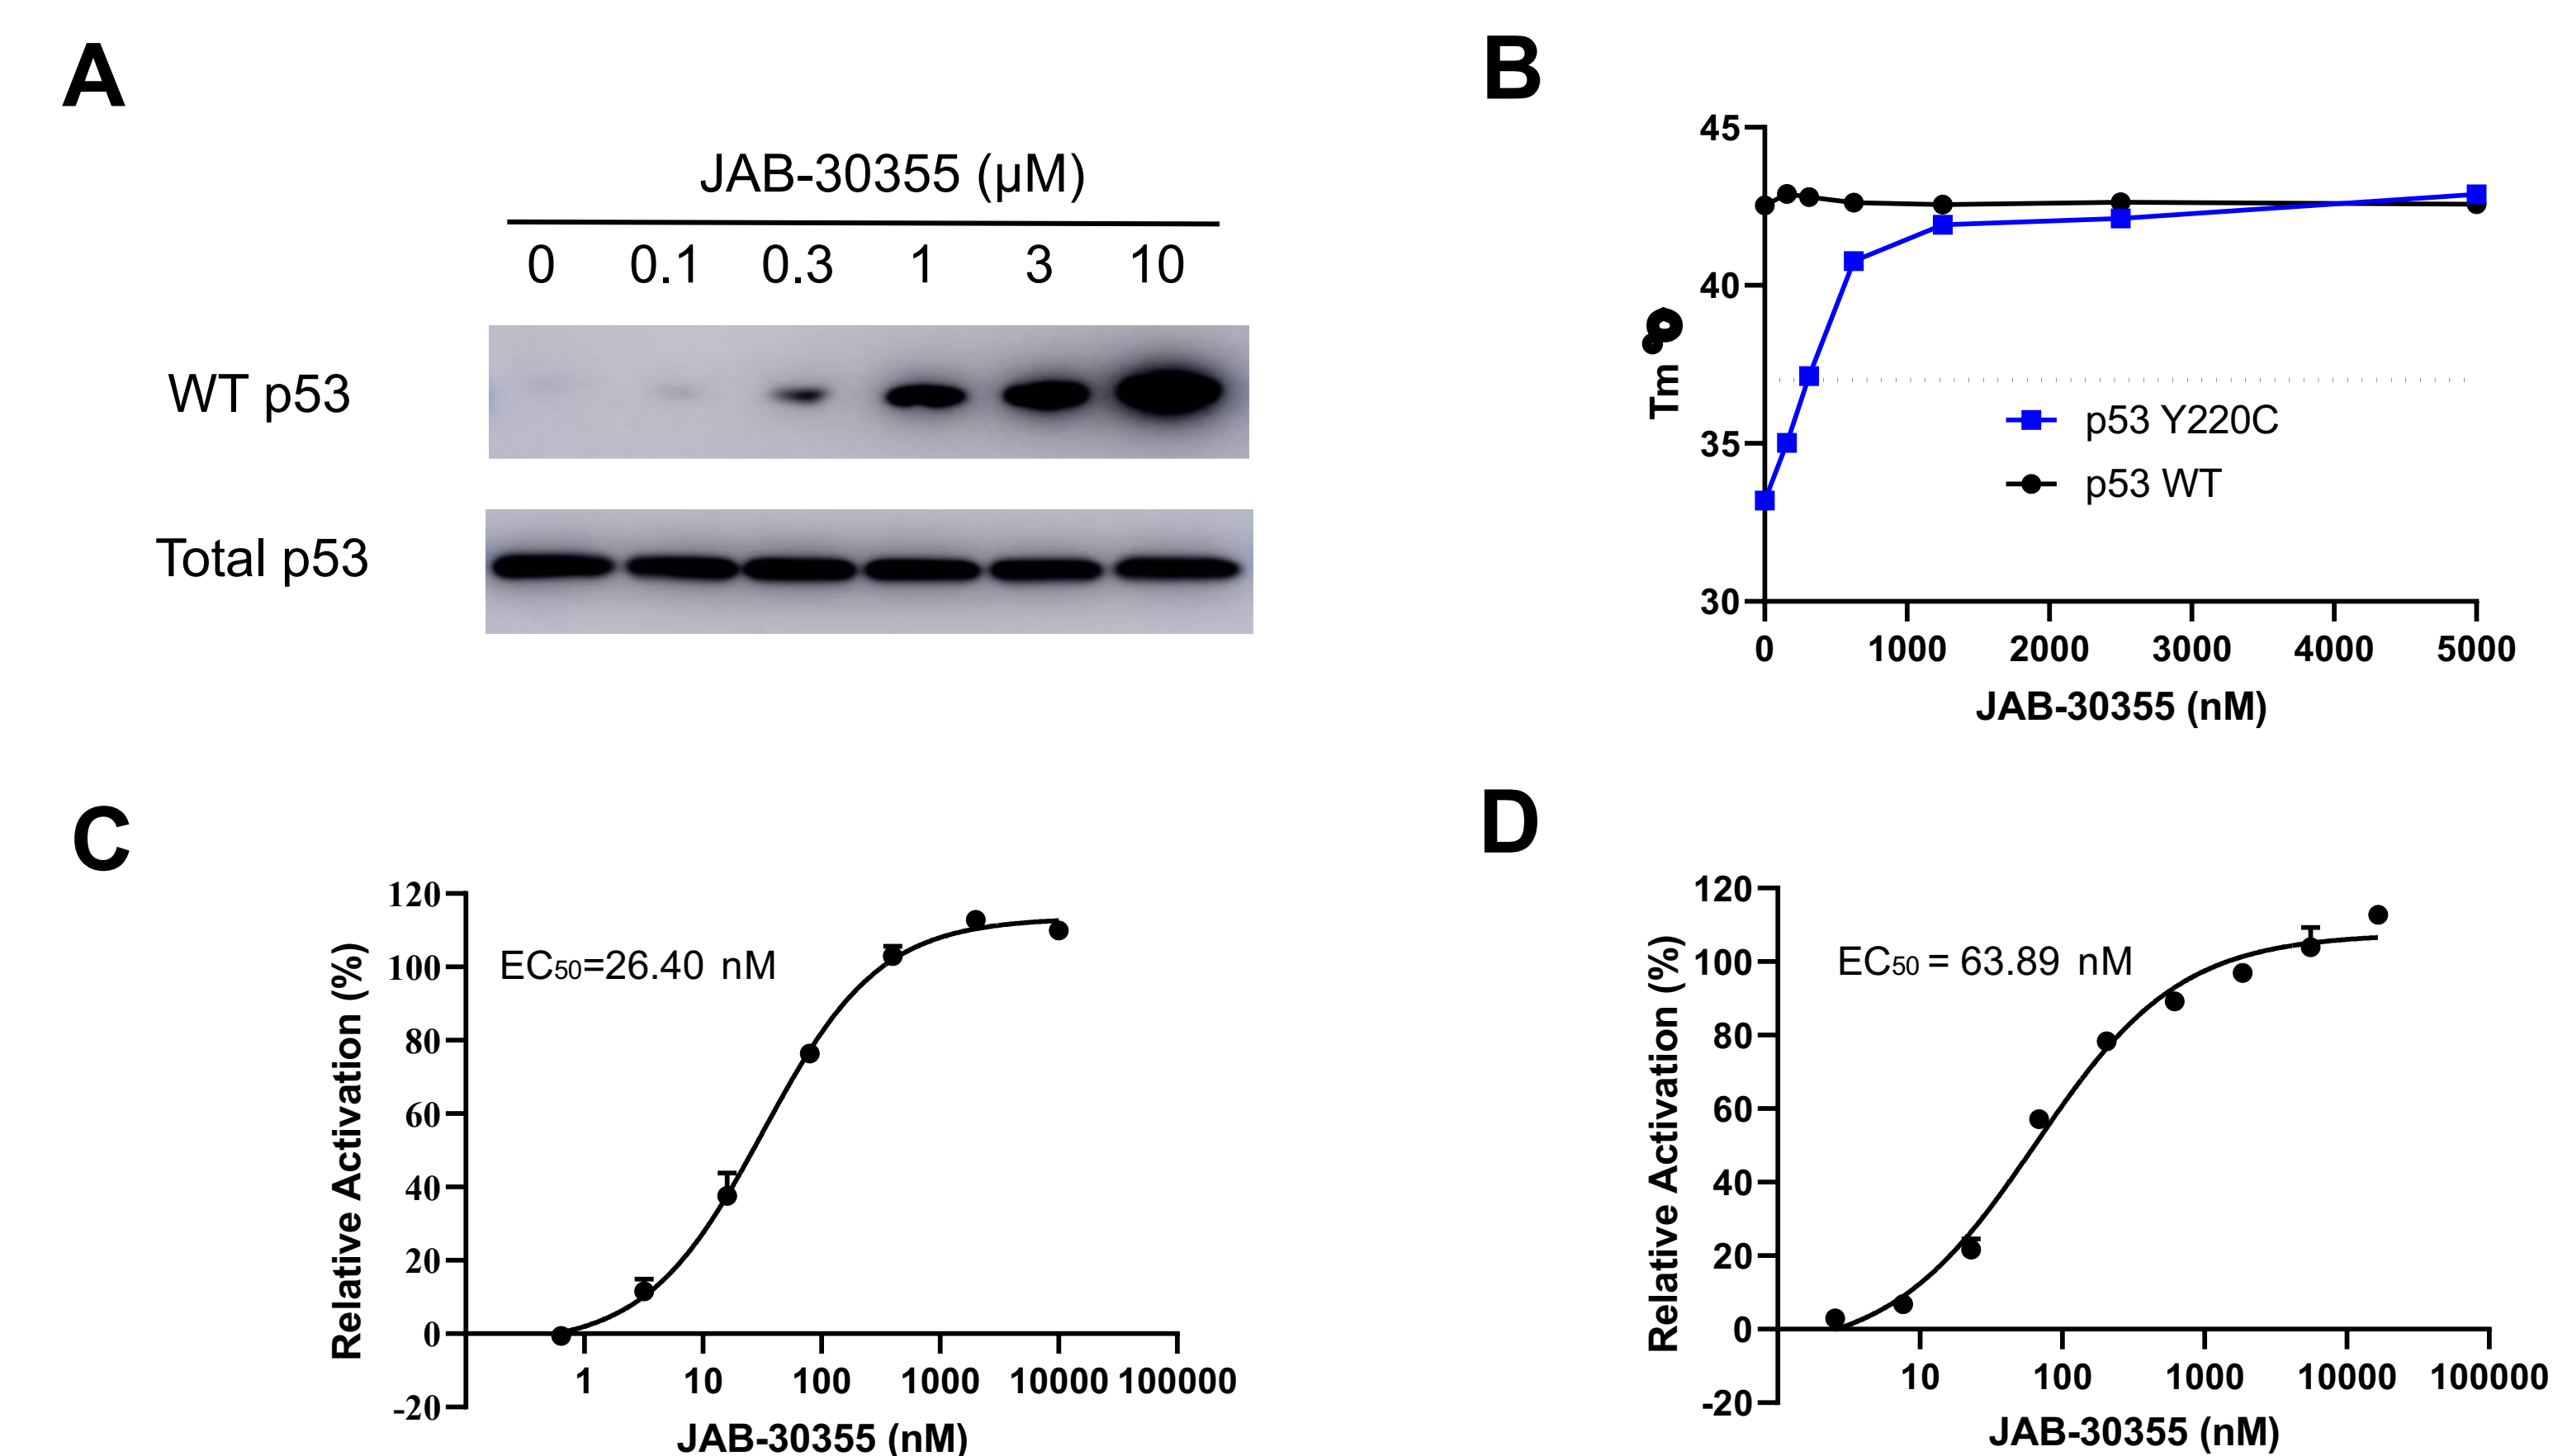 A
JAB-30355 (μM)
0 0.1 0.3 1 3 10
WT p53
Total p53
B
45
40
35
30
Tm
p53 Y220C
p53 WT
0 1000 2000 3000 4000 5000
JAB-30355 (nM)
C
120
100
80
60
40
20
0
-20
Relative Activation (%)
EC50=26.40 nM
1 10 100 1000 10000 100000
JAB-30355 (nM)
D
120
100
80
60
40
20
0
-20
Relative Activation (%)
EC50 = 63.89 nM
10 100 1000 10000 100000
JAB-30355 (nM)